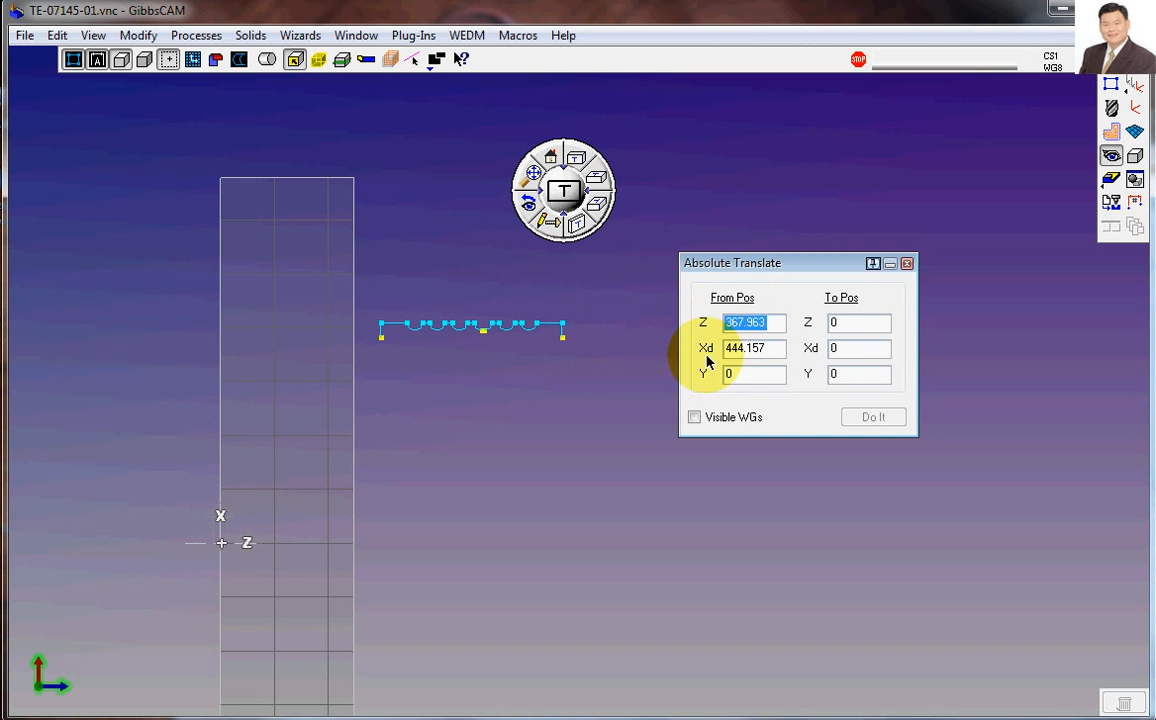 TE-07145-01.vnc - GibbsCAM
File Edit View Modify Processes Solids Wizards Window Plug-Ins WEDM Macros Help
STOP
CS1
WG8
T
Absolute Translate
From Pos To Pos
Z 367.963 Z 0
Xd 444.157 Xd 0
Y 0 Y 0
Visible WGs Do It
X
Z